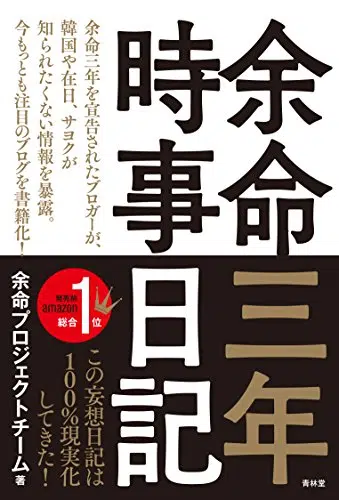 余命三年
時事日記
余命三年を宣告されたブロガーが、
韓国や在日、サヨクが
知られたくない情報を暴露。
今もっとも注目のブログを書籍化！
発売前
amazon
総合1位
この妄想日記は
100%現実化
してきた！
余命プロジェクトチーム 著
青林堂